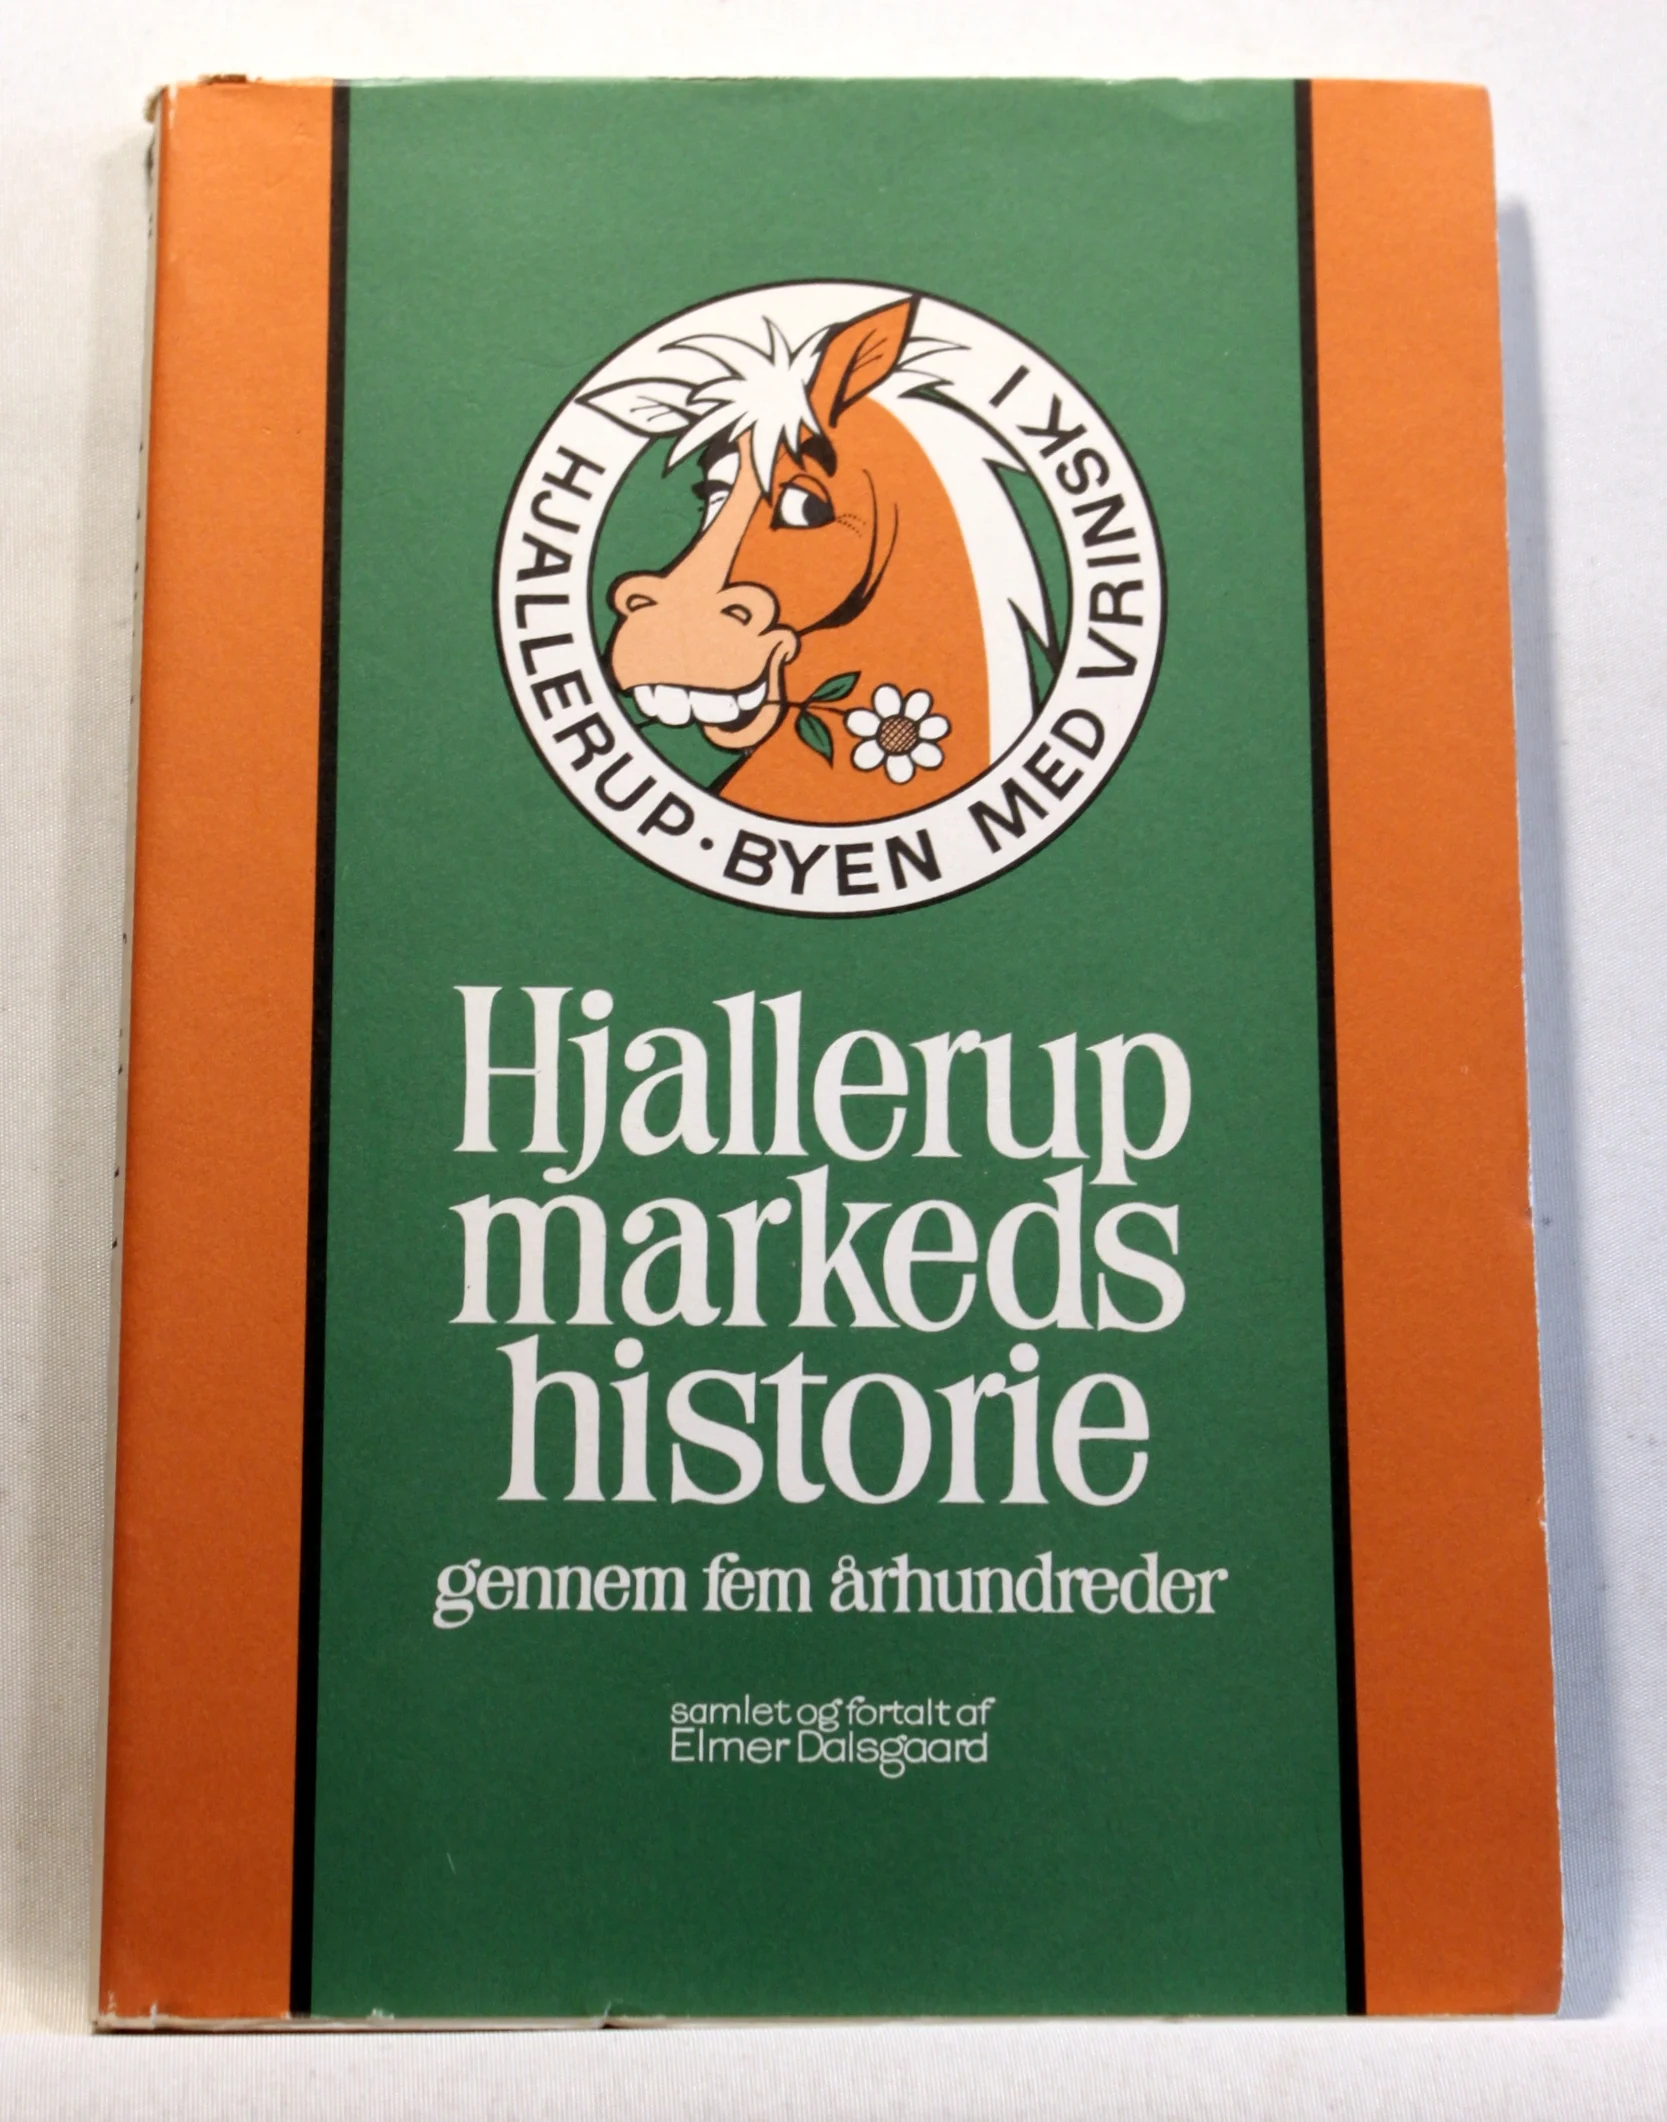 HJALLERUP · BYEN MED VRINSK I
Hjallerup
markeds
historie
gennem fem århundreder
samlet og fortalt af
Elmer Dalsgaard